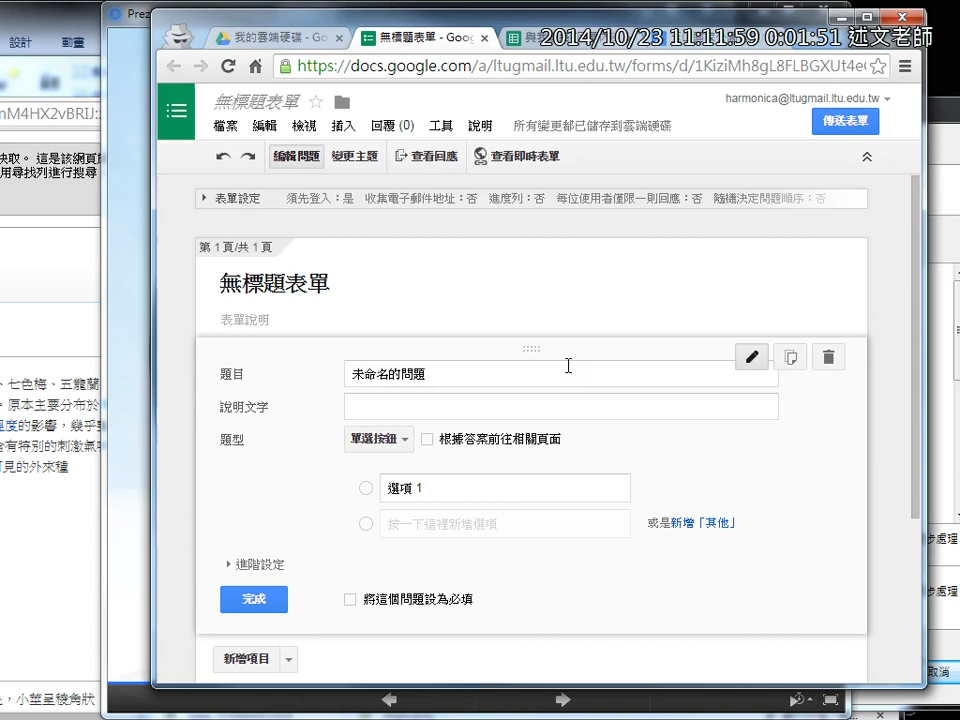 Prez
設計 動畫
我的雲端硬碟 - Go
無標題表單 - Goog
2014/10/23 11:11:59 0:01:51 述文老師
https://docs.google.com/a/ltugmail.ltu.edu.tw/forms/d/1KiziMh8gL8FLBGXUt4e
mM4HX2vBRIJ:
無標題表單
harmonica@ltugmail.ltu.edu.tw
檔案 編輯 檢視 插入 回覆 (0) 工具 說明 所有變更都已儲存到雲端硬碟
傳送表單
編輯問題 變更主題 查看回應 查看即時表單
快取。 這是該網頁
用尋找列進行搜尋
表單設定 須先登入：是 收集電子郵件地址：否 進度列：否 每位使用者僅限一則回應：否 隨機決定問題順序：否
第 1 頁/共 1 頁
無標題表單
表單說明
題目 未命名的問題
說明文字
題型 單選按鈕 根據答案前往相關頁面
、七色梅、五龍蘭
。原本主要分布於
溫度的影響，幾乎
含有特別的刺激氣
可見的外來種
選項 1
按一下這裡新增選項 或是新增「其他」
步處理
進階設定
步處理
完成 將這個問題設為必填
新增項目
取消
，小莖呈稜角狀